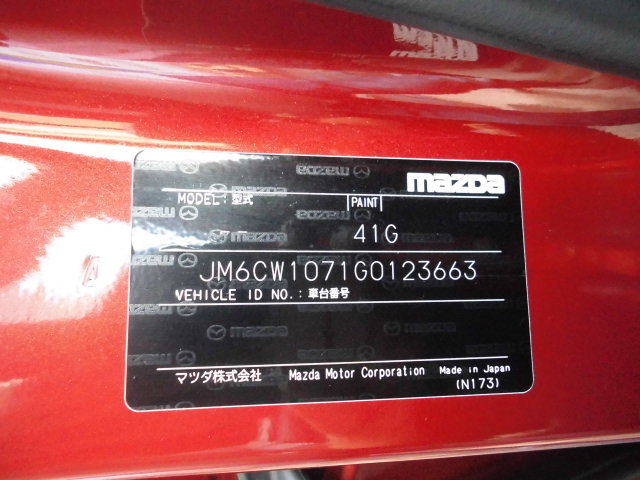 mazda
MODEL: 型式 PAINT
41G
JM6CW1071G0123663
VEHICLE ID NO.: 車台番号
マツダ株式会社 Mazda Motor Corporation Made in Japan
(N173)